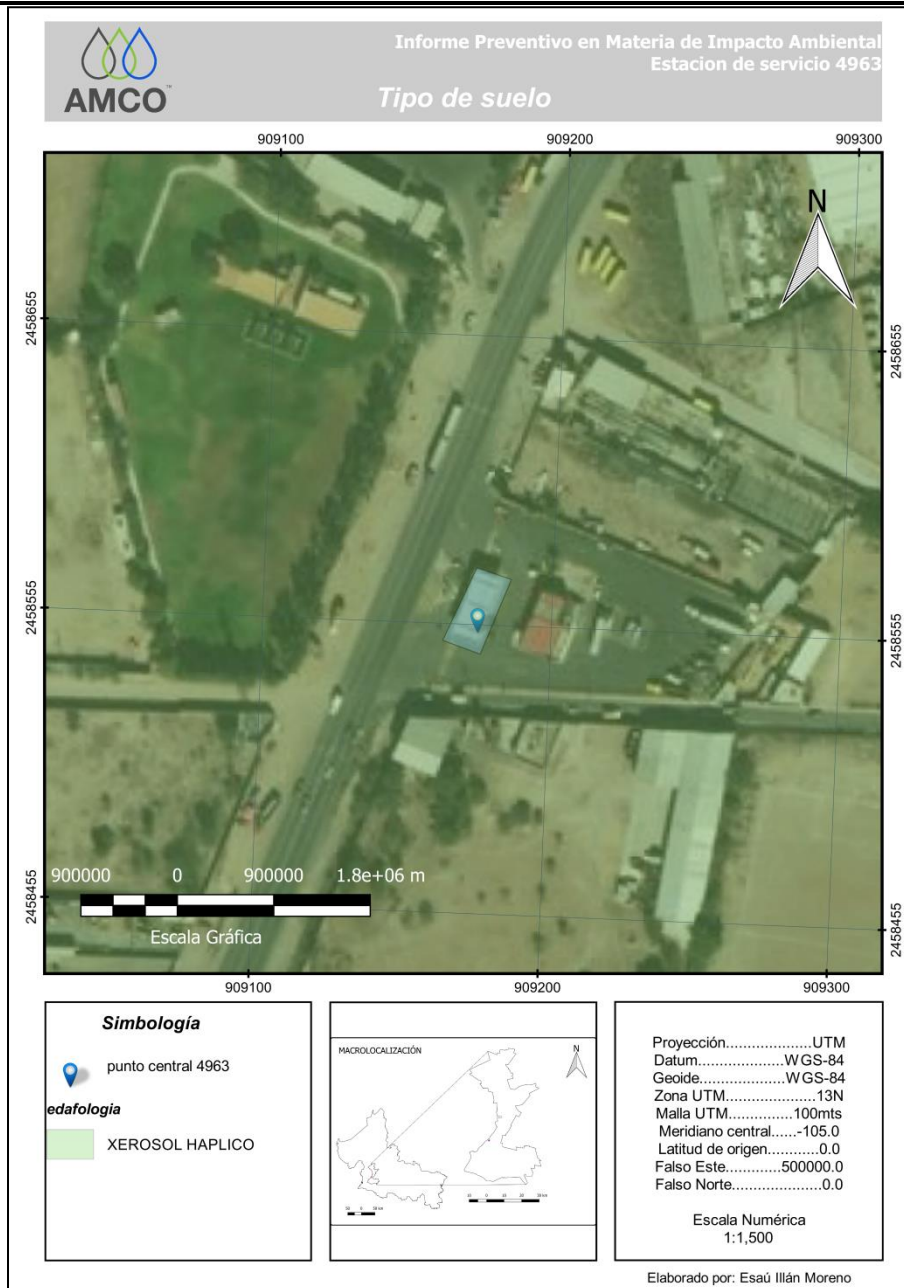 AMCO
Informe Preventivo en Materia de Impacto Ambiental
Estacion de servicio 4963
Tipo de suelo
909100
909200
909300
N
2458655
2458655
2458555
2458555
900000 0 900000 1.8e+06 m
Escala Gráfica
2458455
2458455
909100
909200
909300
Simbología
punto central 4963
edafologia
XEROSOL HAPLICO
MACROLOCALIZACIÓN
N
Proyección....................UTM
Datum................WGS-84
Geoide....................WGS-84
Zona UTM....................13N
Malla UTM...............100mts
Meridiano central......-105.0
Latitud de origen............0.0
Falso Este............500000.0
Falso Norte.....................0.0
Escala Numérica
1:1,500
Elaborado por: Esaú Illán Moreno